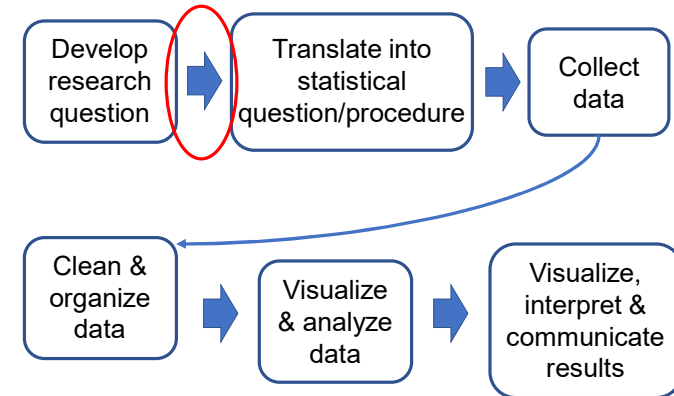 Develop
research
question
Translate into
statistical
question/procedure
Collect
data
Clean &
organize
data
Visualize
& analyze
data
Visualize,
interpret &
communicate
results